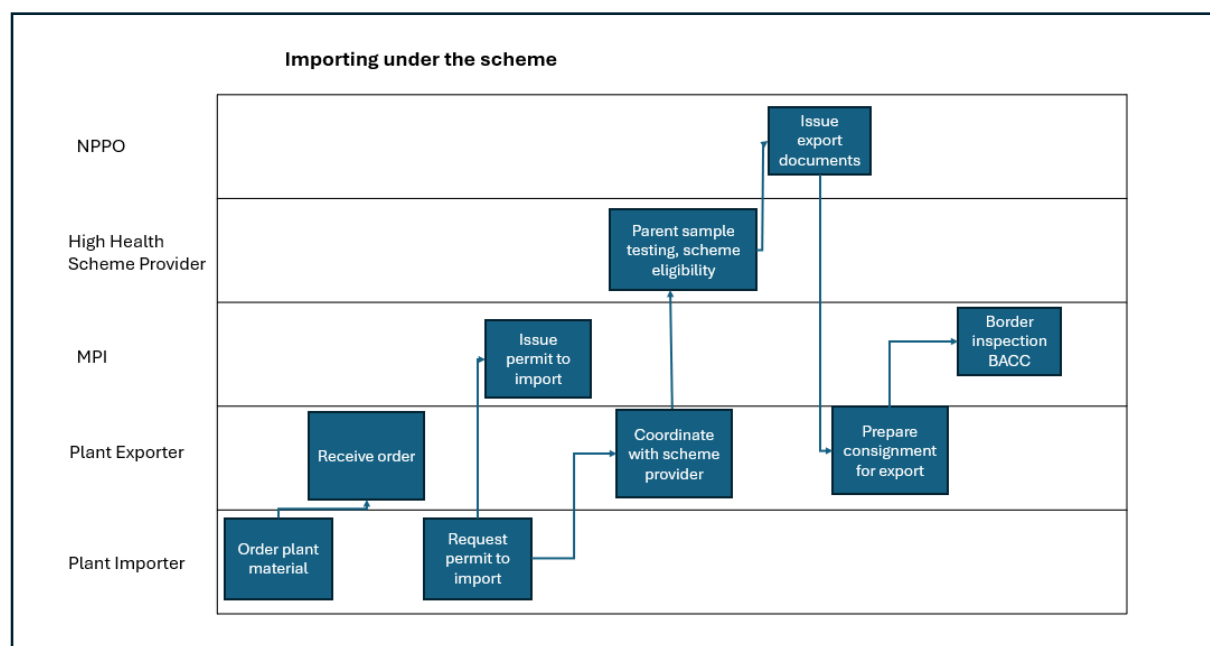 Importing under the scheme
NPPO
Issue
export
documents
High Health
Scheme Provider
Parent sample
testing, scheme
eligibility
MPI
Issue
permit to
import
Border
inspection
BACC
Plant Exporter
Receive order
Coordinate
with scheme
provider
Prepare
consignment
for export
Plant Importer
Order plant
material
Request
permit to
import